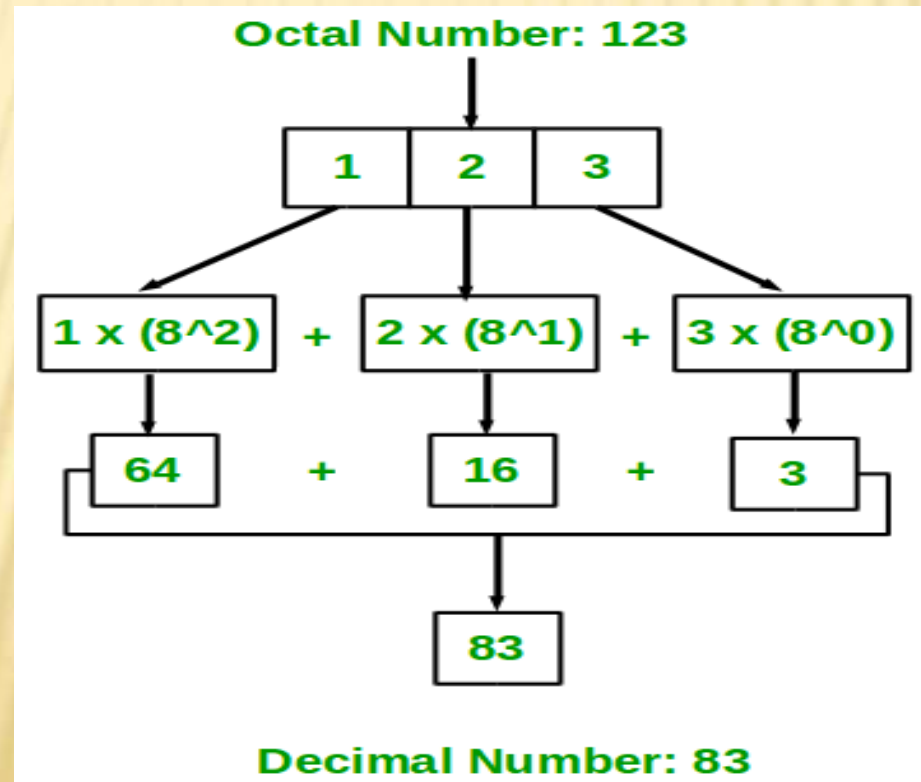 Octal Number: 123
1 2 3
1 x (8^2) + 2 x (8^1) + 3 x (8^0)
64 + 16 + 3
83
Decimal Number: 83